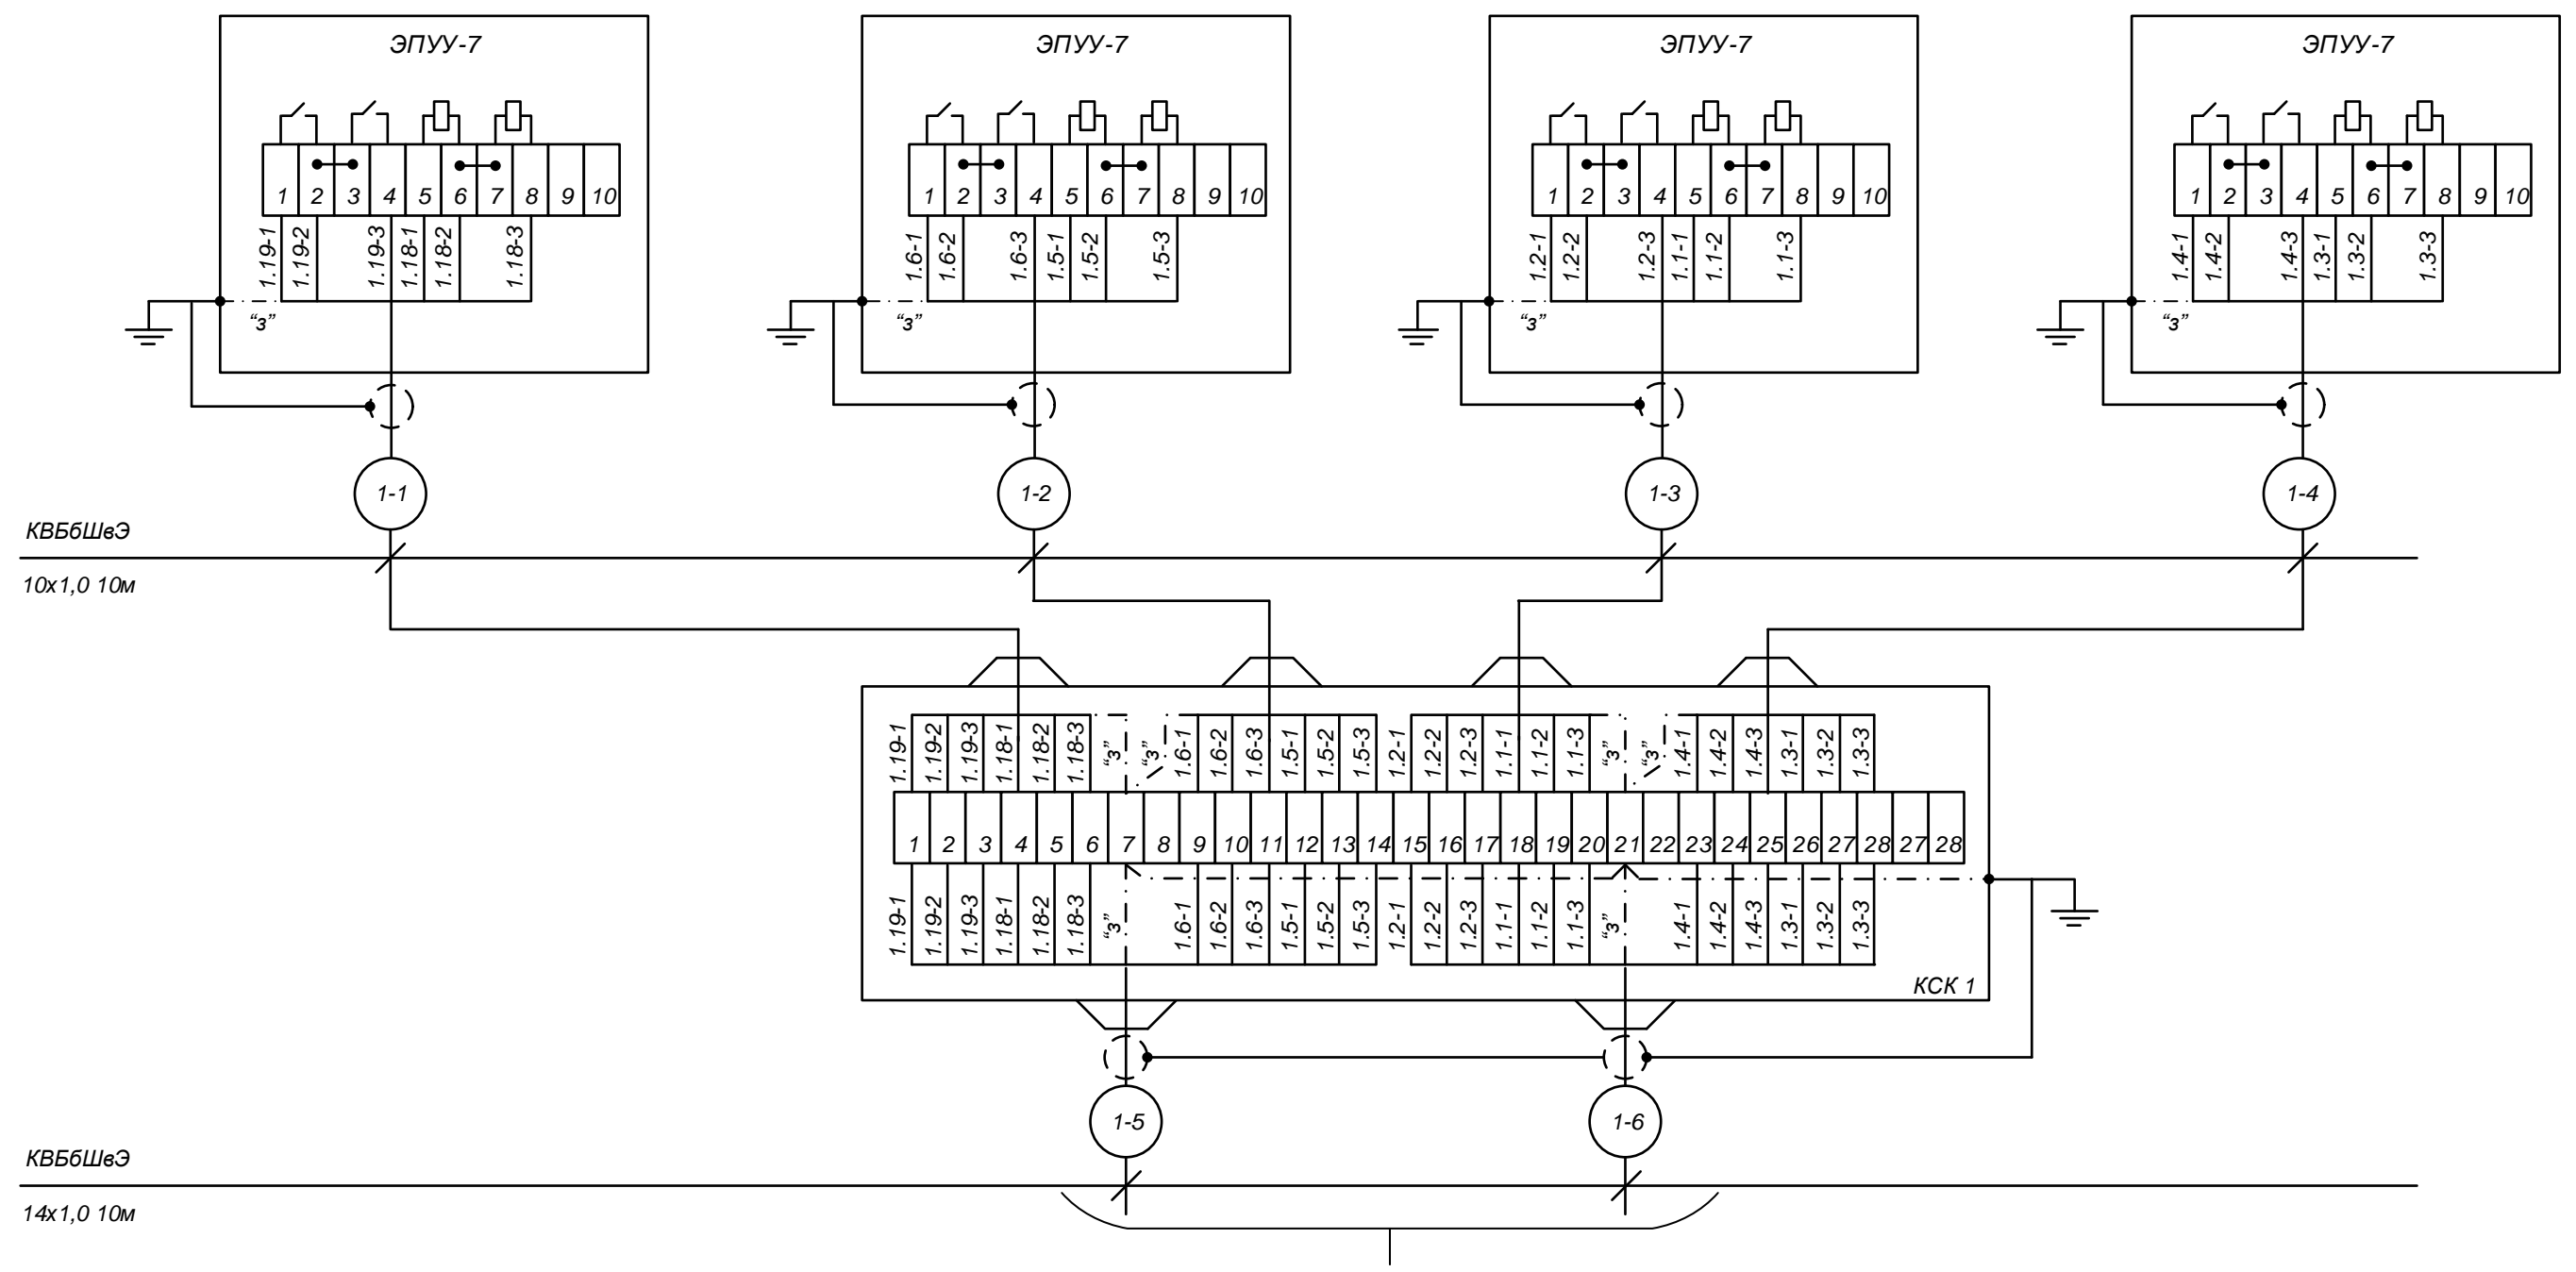 ЭПУУ-7 ЭПУУ-7 ЭПУУ-7 ЭПУУ-7
1 2 3 4 5 6 7 8 9 10 1 2 3 4 5 6 7 8 9 10 1 2 3 4 5 6 7 8 9 10 1 2 3 4 5 6 7 8 9 10
1.19-1 1.19-2 1.19-3 1.18-1 1.18-2 1.18-3 1.6-1 1.6-2 1.6-3 1.5-1 1.5-2 1.5-3 1.2-1 1.2-2 1.2-3 1.11-1 1.11-2 1.1-3 1.4-1 1.4-2 1.4-3 1.3-1 1.3-2 1.3-3
“з” “з” “з” “з”
1-1 1-2 1-3 1-4
КВБбШвЭ
10х1,0 10м
1.19-1 1.19-2 1.19-3 1.18-1 1.18-2 1.18-3 “з” “з” 1.6-1 1.6-2 1.6-3 1.5-1 1.5-2 1.5-3 1.2-1 1.2-2 1.2-3 1.1-1 1.1-2 1.1-3 “з” “з” 1.4-1 1.4-2 1.4-3 1.3-1 1.3-2 1.3-3
1 2 3 4 5 6 7 8 9 10 11 12 13 14 15 16 17 18 19 20 21 22 23 24 25 26 27 28 27 28
1.19-1 1.19-2 1.19-3 1.18-1 1.18-2 1.18-3 “з” 1.6-1 1.6-2 1.6-3 1.5-1 1.5-2 1.5-3 1.2-1 1.2-2 1.2-3 1.1-1 1.1-2 1.1-3 “з” 1.4-1 1.4-2 1.4-3 1.3-1 1.3-2 1.3-3
КСК 1
1-5 1-6
КВБбШвЭ
14х1,0 10м